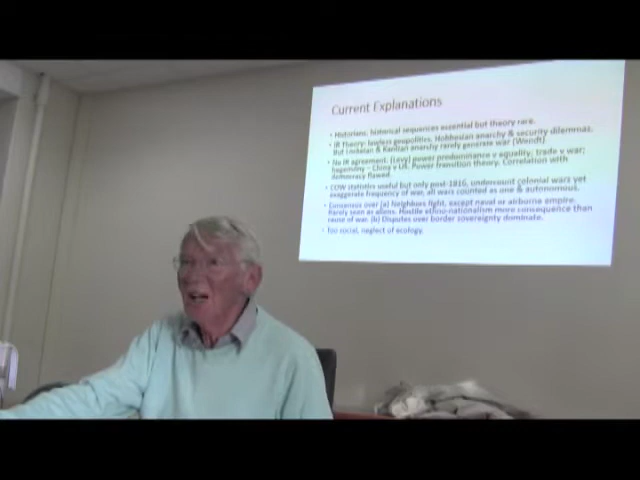 Current Explanations
• Historians: historical sequences essential but theory rare.
• IR Theory: lawless geopolitics. Hobbesian anarchy & security dilemmas.
But Lockeian & Kantian anarchy rarely generate war (Wendt).
• No IR agreement. (Levy) power predominance v equality; trade v war;
hegemony – China v US. Power transition theory. Correlation with
democracy flawed.
• COW statistics useful but only post-1816, undercount colonial wars yet
exaggerate frequency of war, all wars counted as one & autonomous.
• Consensus over (a) Neighbors fight, except naval or airborne empire.
Rarely seen as aliens. Hostile ethno-nationalism more consequence than
cause of war. (b) Disputes over border sovereignty dominate.
• Too social, neglect of ecology.